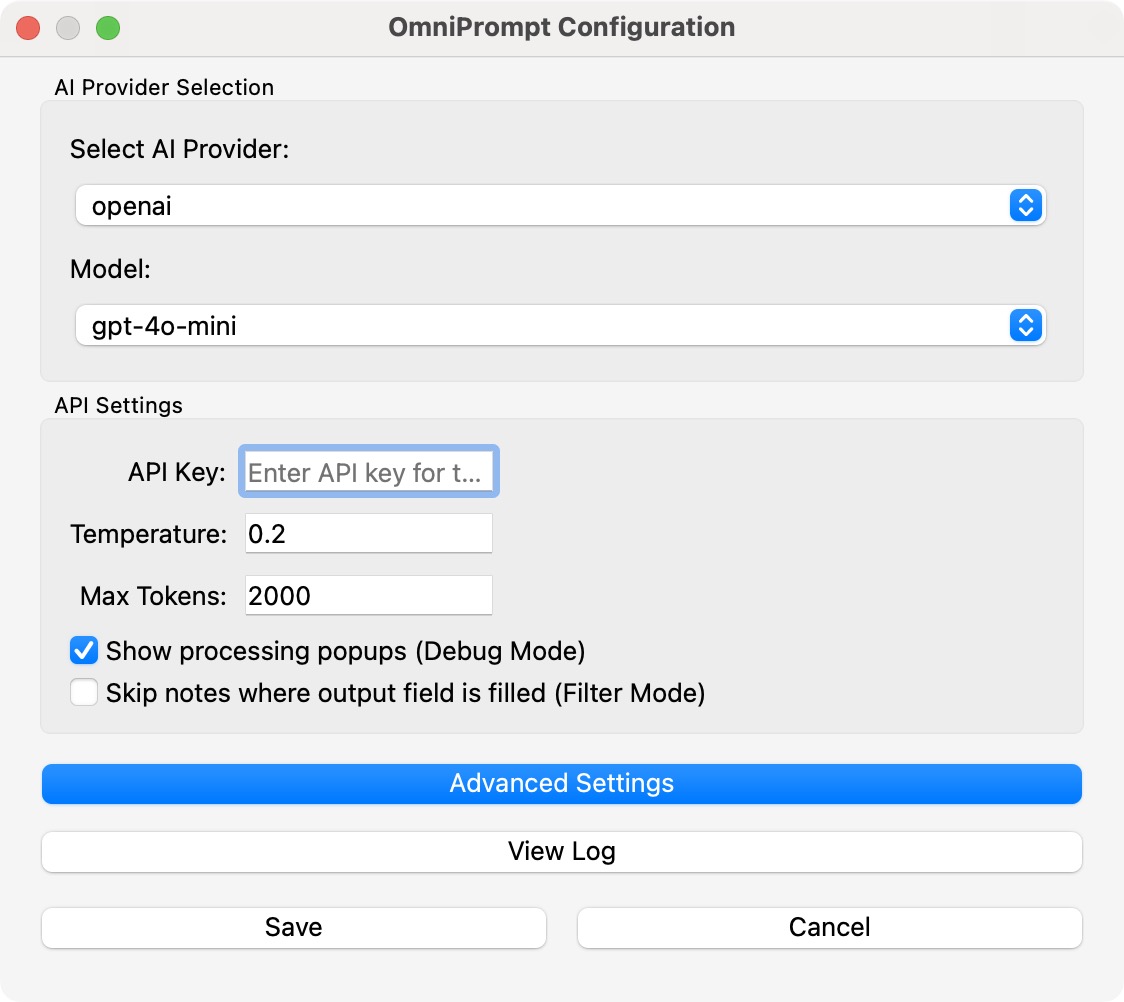 OmniPrompt Configuration
AI Provider Selection
Select AI Provider:
openai
Model:
gpt-4o-mini
API Settings
API Key: Enter API key for t...
Temperature: 0.2
Max Tokens: 2000
Show processing popups (Debug Mode)
Skip notes where output field is filled (Filter Mode)
Advanced Settings
View Log
Save Cancel